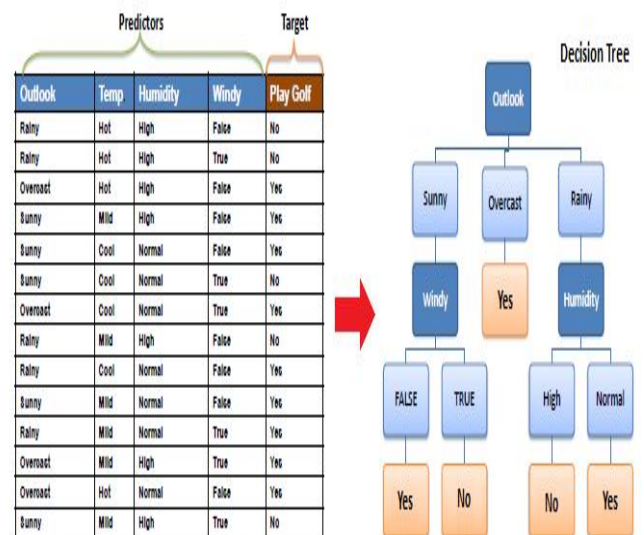 Predictors Target
Outlook Temp Humidity Windy Play Golf
Rainy Hot High False No
Rainy Hot High True No
Overcast Hot High False Yes
Sunny Mild High False Yes
Sunny Cool Normal False Yes
Sunny Cool Normal True No
Overcast Cool Normal True Yes
Rainy Mild High False No
Rainy Cool Normal False Yes
Sunny Mild Normal False Yes
Rainy Mild Normal True Yes
Overcast Mild High True Yes
Overcast Hot Normal False Yes
Sunny Mild High True No
Decision Tree
Outlook
Sunny Overcast Rainy
Windy Yes Humidity
FALSE TRUE High Normal
Yes No No Yes